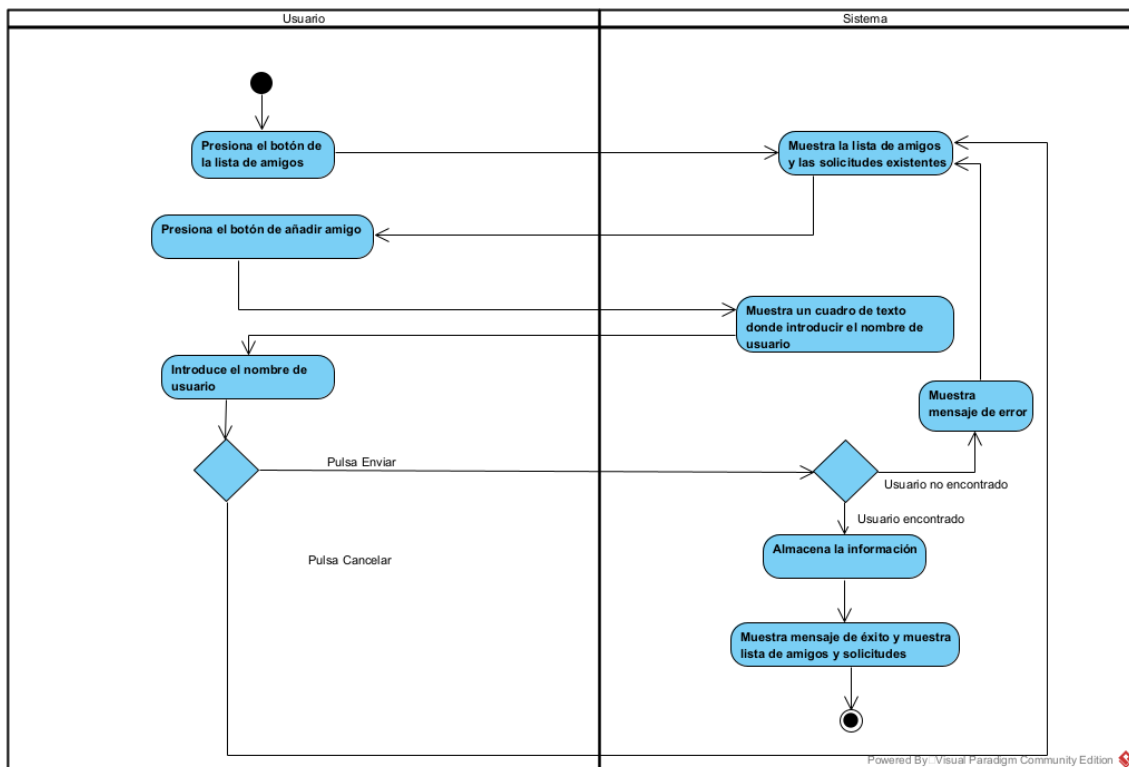 Usuario
Sistema
Presiona el botón de
la lista de amigos
Muestra la lista de amigos
y las solicitudes existentes
Presiona el botón de añadir amigo
Muestra un cuadro de texto
donde introducir el nombre de
usuario
Introduce el nombre de
usuario
Muestra
mensaje de error
Pulsa Enviar
Usuario no encontrado
Usuario encontrado
Almacena la información
Pulsa Cancelar
Muestra mensaje de éxito y muestra
lista de amigos y solicitudes
Powered By Visual Paradigm Community Edition